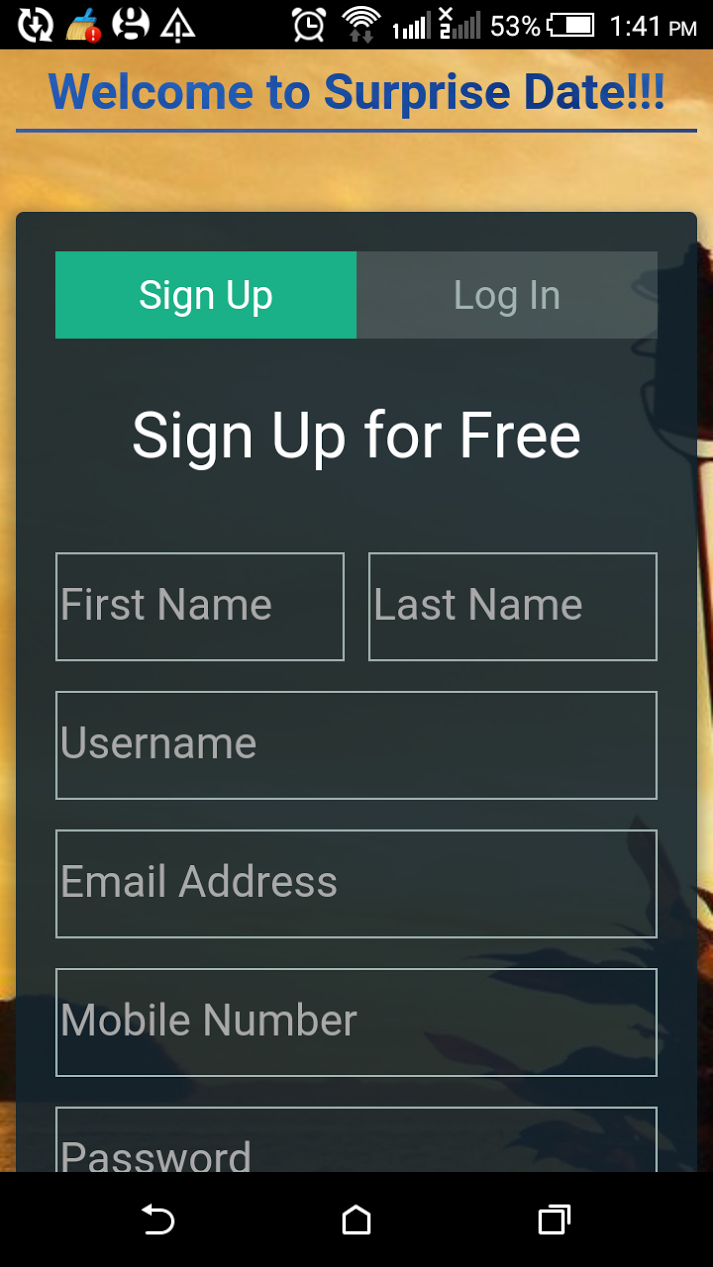 53% 1:41 PM
Welcome to Surprise Date!!!
Sign Up Log In
Sign Up for Free
First Name Last Name
Username
Email Address
Mobile Number
Password